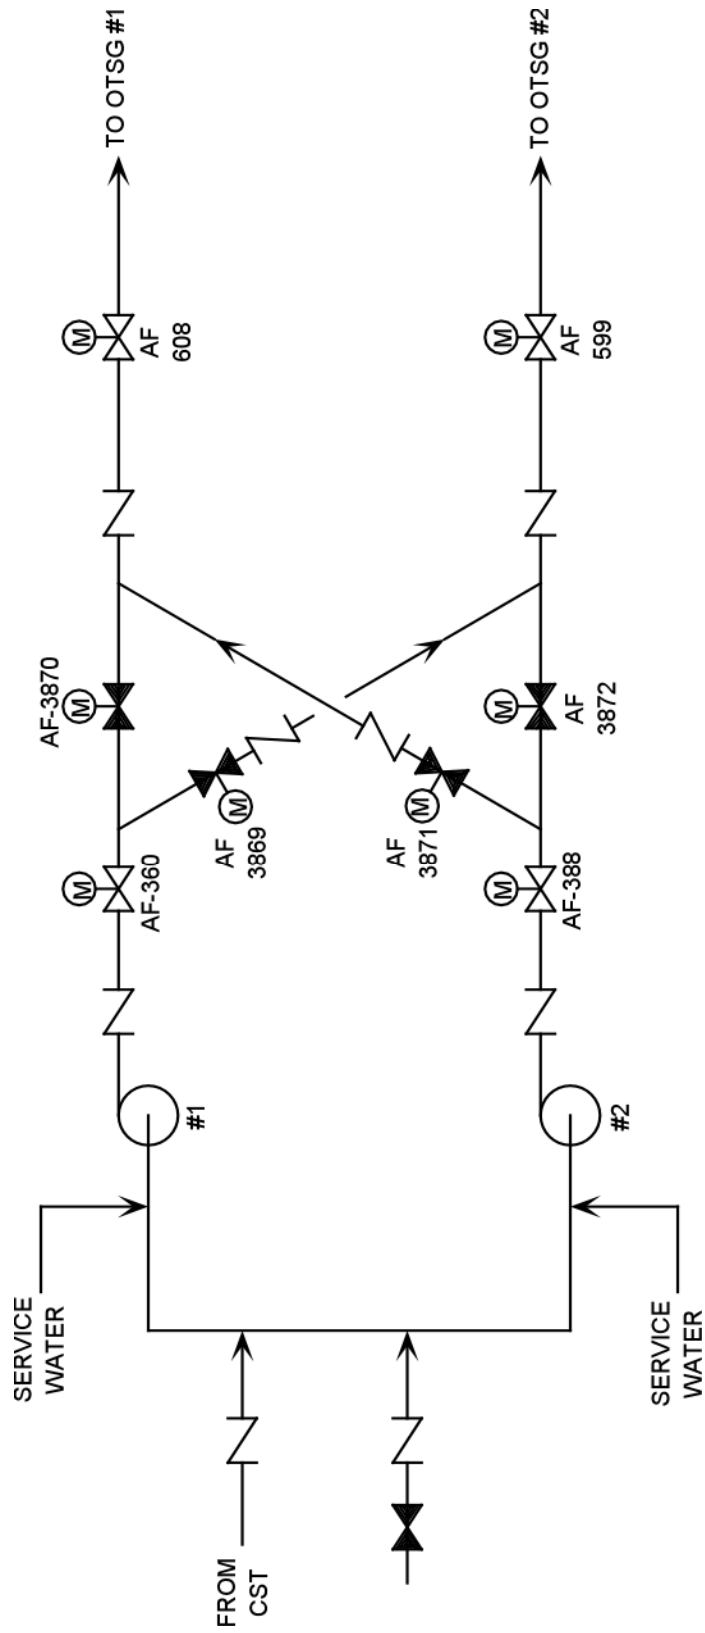 TO OTSG #1
TO OTSG #2
M
AF
608
M
AF
599
AF-3870
M
M
AF
3872
M
AF
3869
M
AF
3871
M
AF-360
M
AF-388
#1
#2
SERVICE
WATER
SERVICE
WATER
FROM
CST